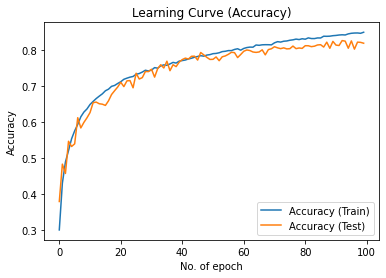 Learning Curve (Accuracy)
Accuracy
0.8
0.7
0.6
0.5
0.4
0.3
0
20
40
60
80
100
No. of epoch
Accuracy (Train)
Accuracy (Test)